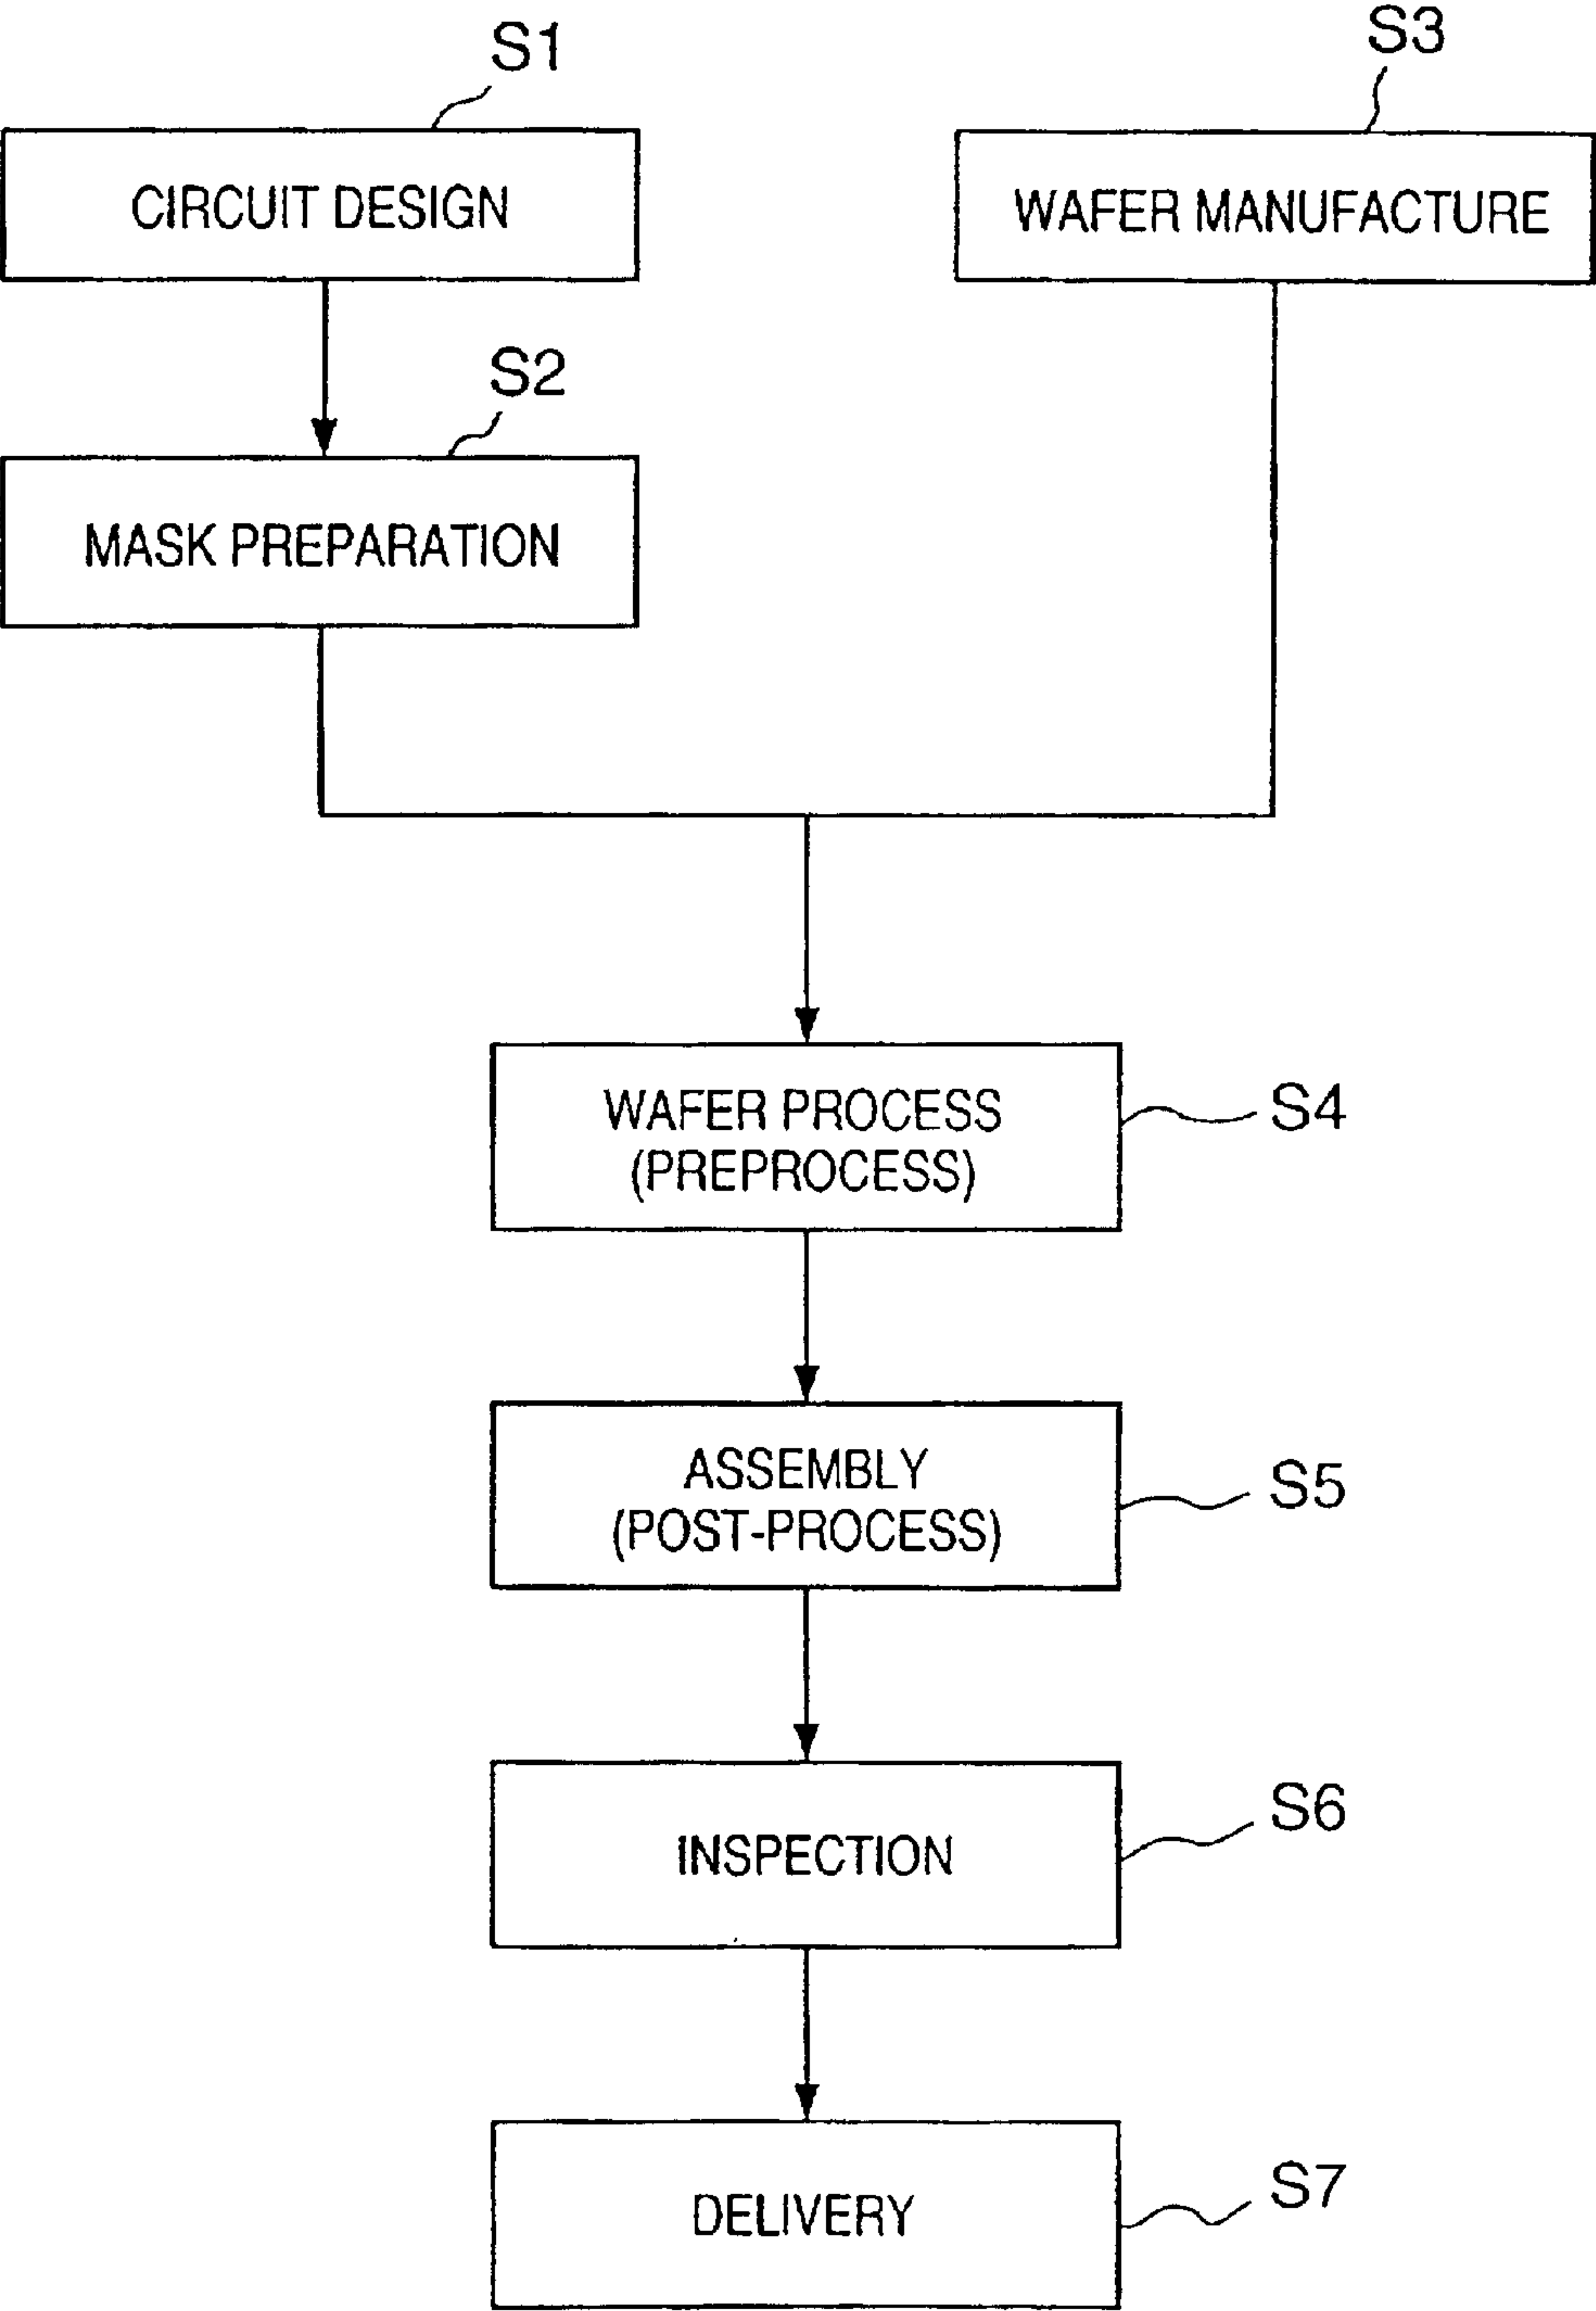 S1
S3
CIRCUIT DESIGN
WAFER MANUFACTURE
S2
MASK PREPARATION
WAFER PROCESS
(PREPROCESS)
S4
ASSEMBLY
(POST-PROCESS)
S5
INSPECTION
S6
DELIVERY
S7